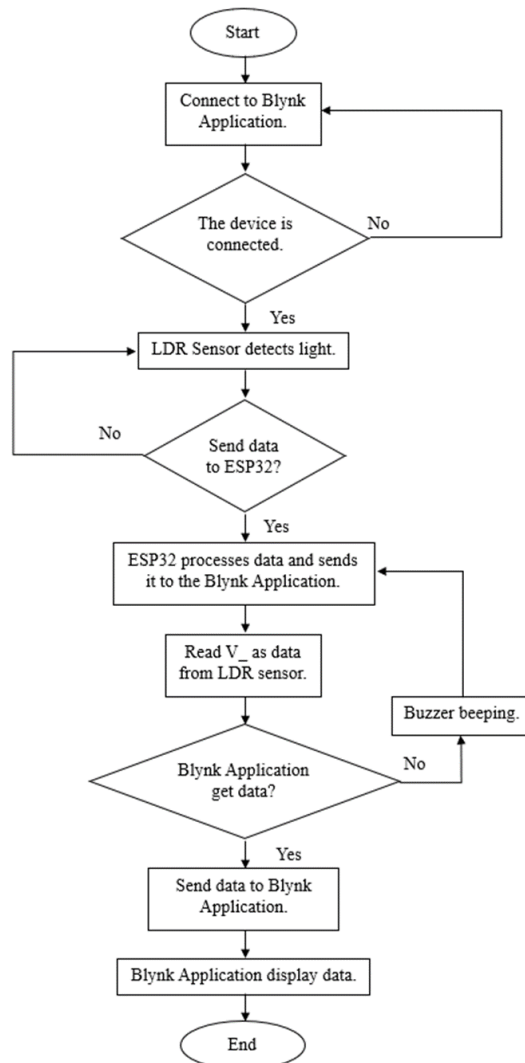 Start
Connect to Blynk
Application.
The device is
connected.
No
Yes
LDR Sensor detects light.
No
Send data
to ESP32?
Yes
ESP32 processes data and sends
it to the Blynk Application.
Read V_ as data
from LDR sensor.
Buzzer beeping.
Blynk Application
get data?
No
Yes
Send data to Blynk
Application.
Blynk Application display data.
End